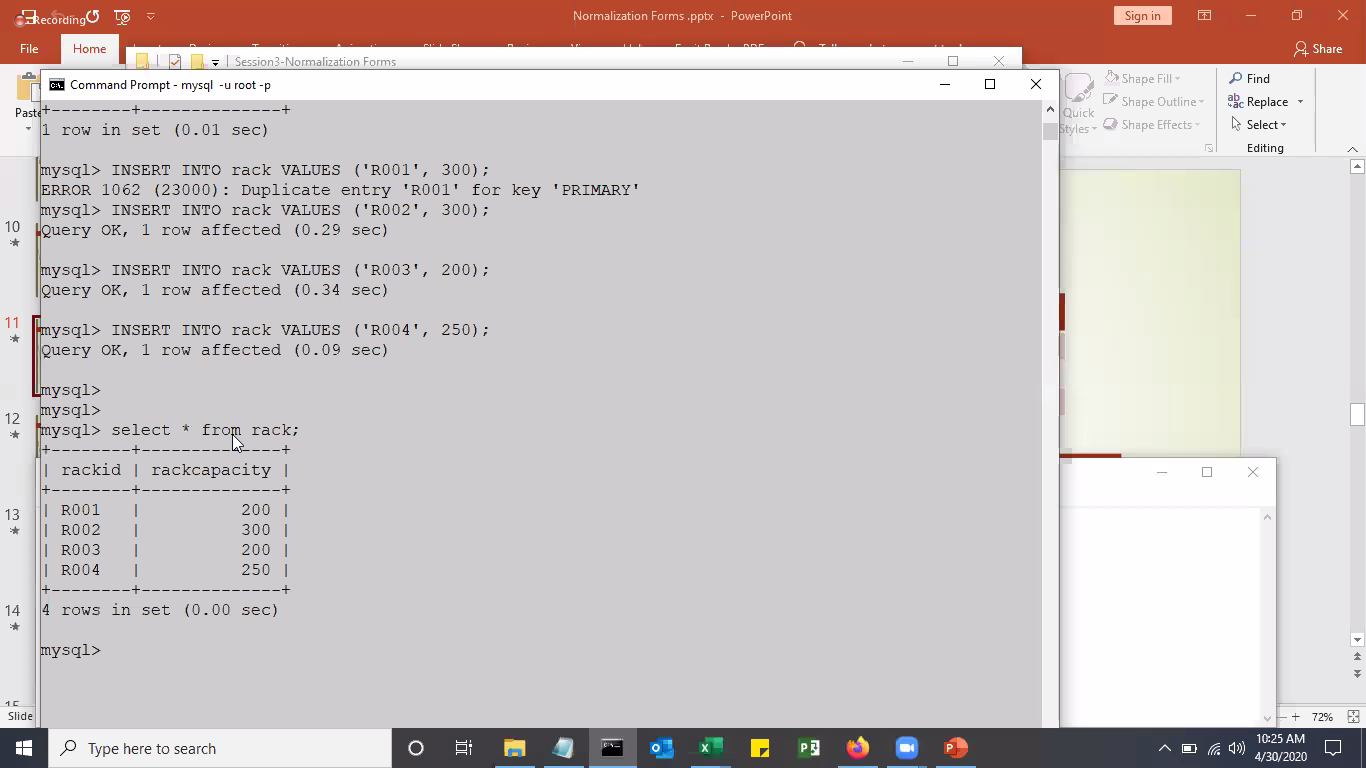 Recording
Normalization Forms .pptx - PowerPoint
Sign in
File
Home
Share
Session3-Normalization Forms
Command Prompt - mysql -u root -p
Paste
Quick
Styles
Shape Fill
Shape Outline
Shape Effects
Find
Replace
Select
Editing
+--------+--------------+
1 row in set (0.01 sec)
mysql> INSERT INTO rack VALUES ('R001', 300);
ERROR 1062 (23000): Duplicate entry 'R001' for key 'PRIMARY'
mysql> INSERT INTO rack VALUES ('R002', 300);
Query OK, 1 row affected (0.29 sec)
mysql> INSERT INTO rack VALUES ('R003', 200);
Query OK, 1 row affected (0.34 sec)
mysql> INSERT INTO rack VALUES ('R004', 250);
Query OK, 1 row affected (0.09 sec)
mysql>
mysql>
mysql> select * from rack;
+--------+--------------+
| rackid | rackcapacity |
+--------+--------------+
| R001   |          200 |
| R002   |          300 |
| R003   |          200 |
| R004   |          250 |
+--------+--------------+
4 rows in set (0.00 sec)
mysql>
10
11
12
13
14
15
Slide
72%
Type here to search
10:25 AM
4/30/2020